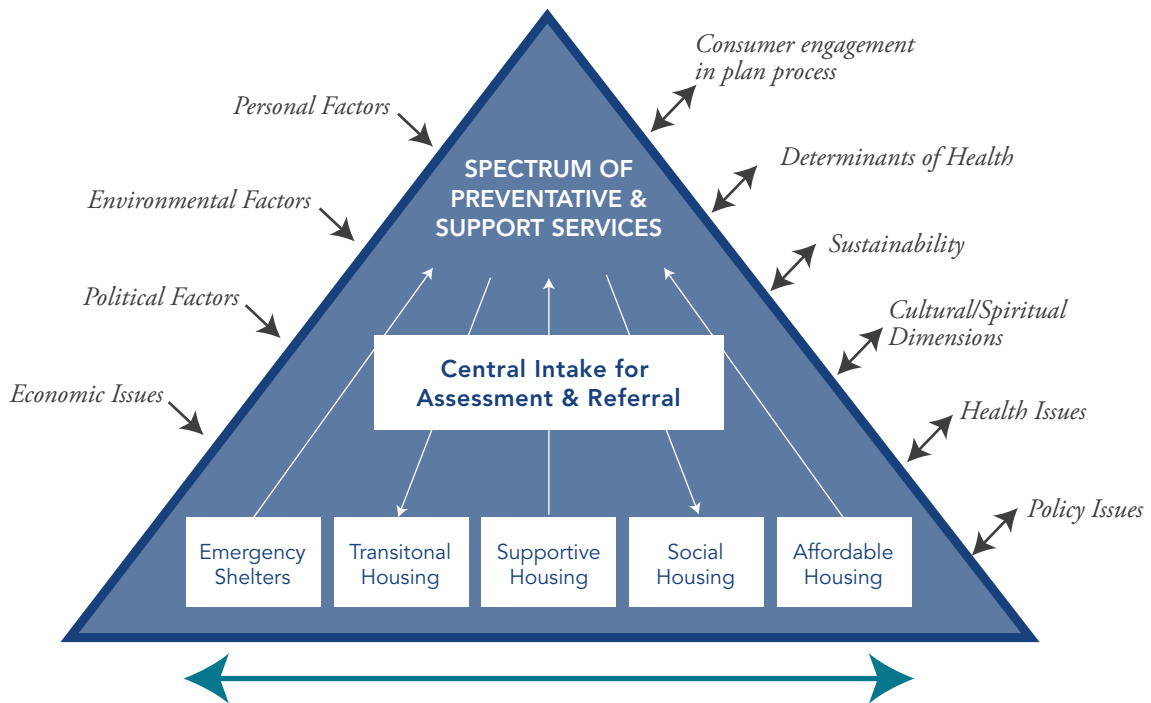 Consumer engagement
in plan process
Personal Factors
Determinants of Health
SPECTRUM OF
PREVENTATIVE &
SUPPORT SERVICES
Environmental Factors
Sustainability
Political Factors
Cultural/Spiritual
Dimensions
Central Intake for
Assessment & Referral
Economic Issues
Health Issues
Policy Issues
Emergency
Shelters
Transitonal
Housing
Supportive
Housing
Social
Housing
Affordable
Housing